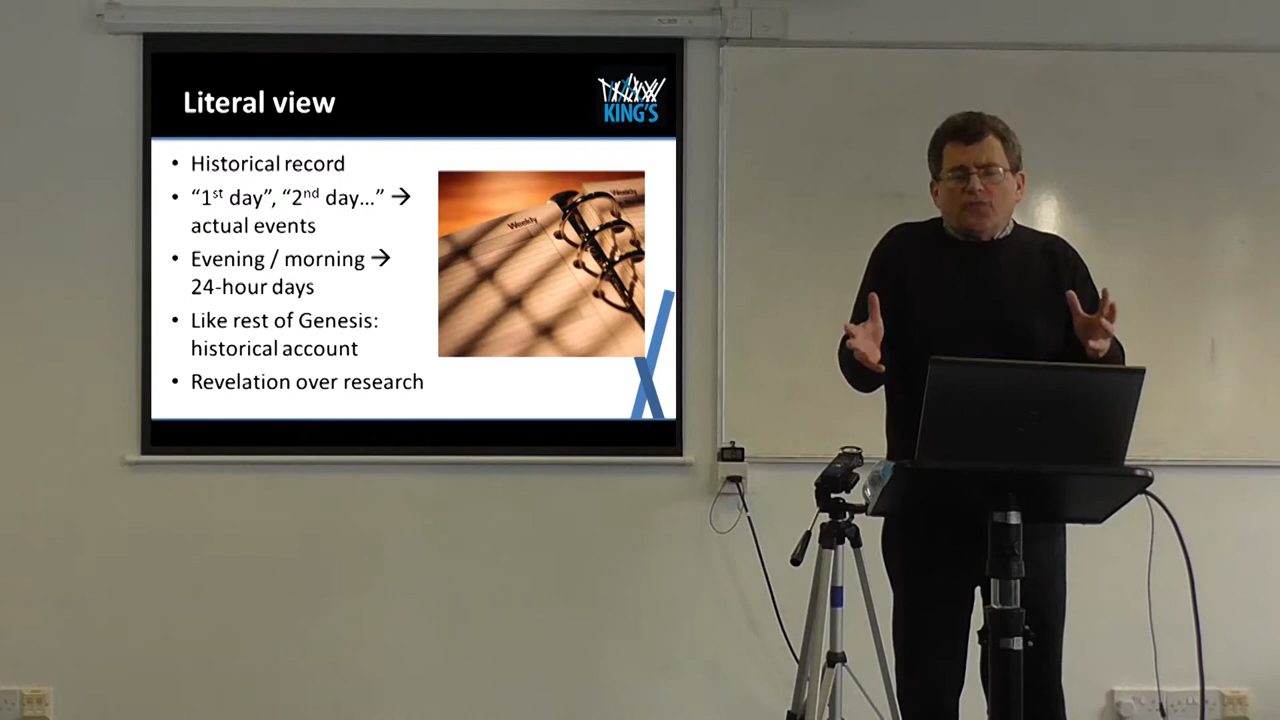 Literal view
KING'S
• Historical record
• “1st day”, “2nd day…” →
actual events
• Evening / morning →
24-hour days
• Like rest of Genesis:
historical account
• Revelation over research
Weekly
Weekly